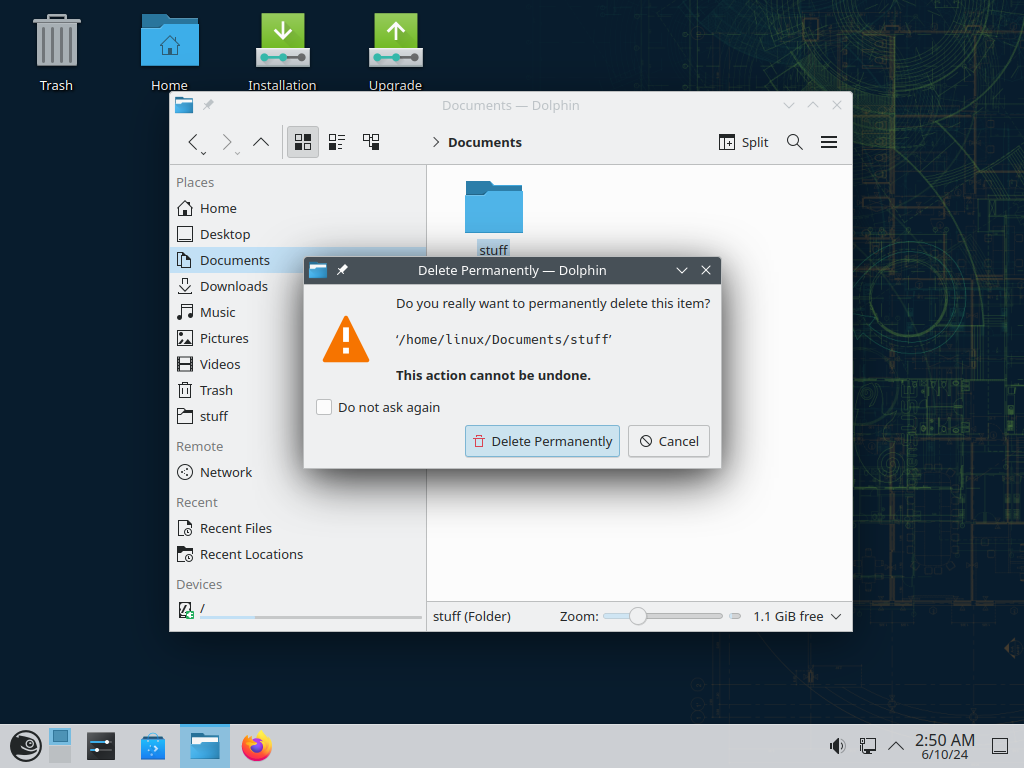 Trash
Home
Installation
Upgrade
Documents — Dolphin
Documents
Split
Places
Home
Desktop
Documents
Downloads
Music
Pictures
Videos
Trash
stuff
Remote
Network
Recent
Recent Files
Recent Locations
Devices
/
stuff
Delete Permanently — Dolphin
Do you really want to permanently delete this item?
‘/home/linux/Documents/stuff’
This action cannot be undone.
Do not ask again
Delete Permanently
Cancel
stuff (Folder)
Zoom:
1.1 GiB free
2:50 AM
6/10/24